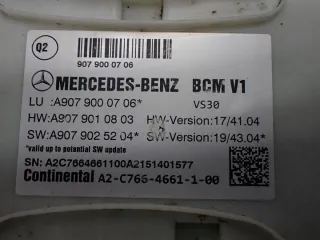 Q2
907 900 07 06
MERCEDES-BENZ BCM V1
LU :A907 900 07 06* VS30
HW:A907 901 08 03 HW-Version:17/41.04
SW:A907 902 52 04* SW-Version:19/43.04*
*valid up to potential SW update
SN: A2C7664661100A2151401577
Continental A2-C766-4661-1-00